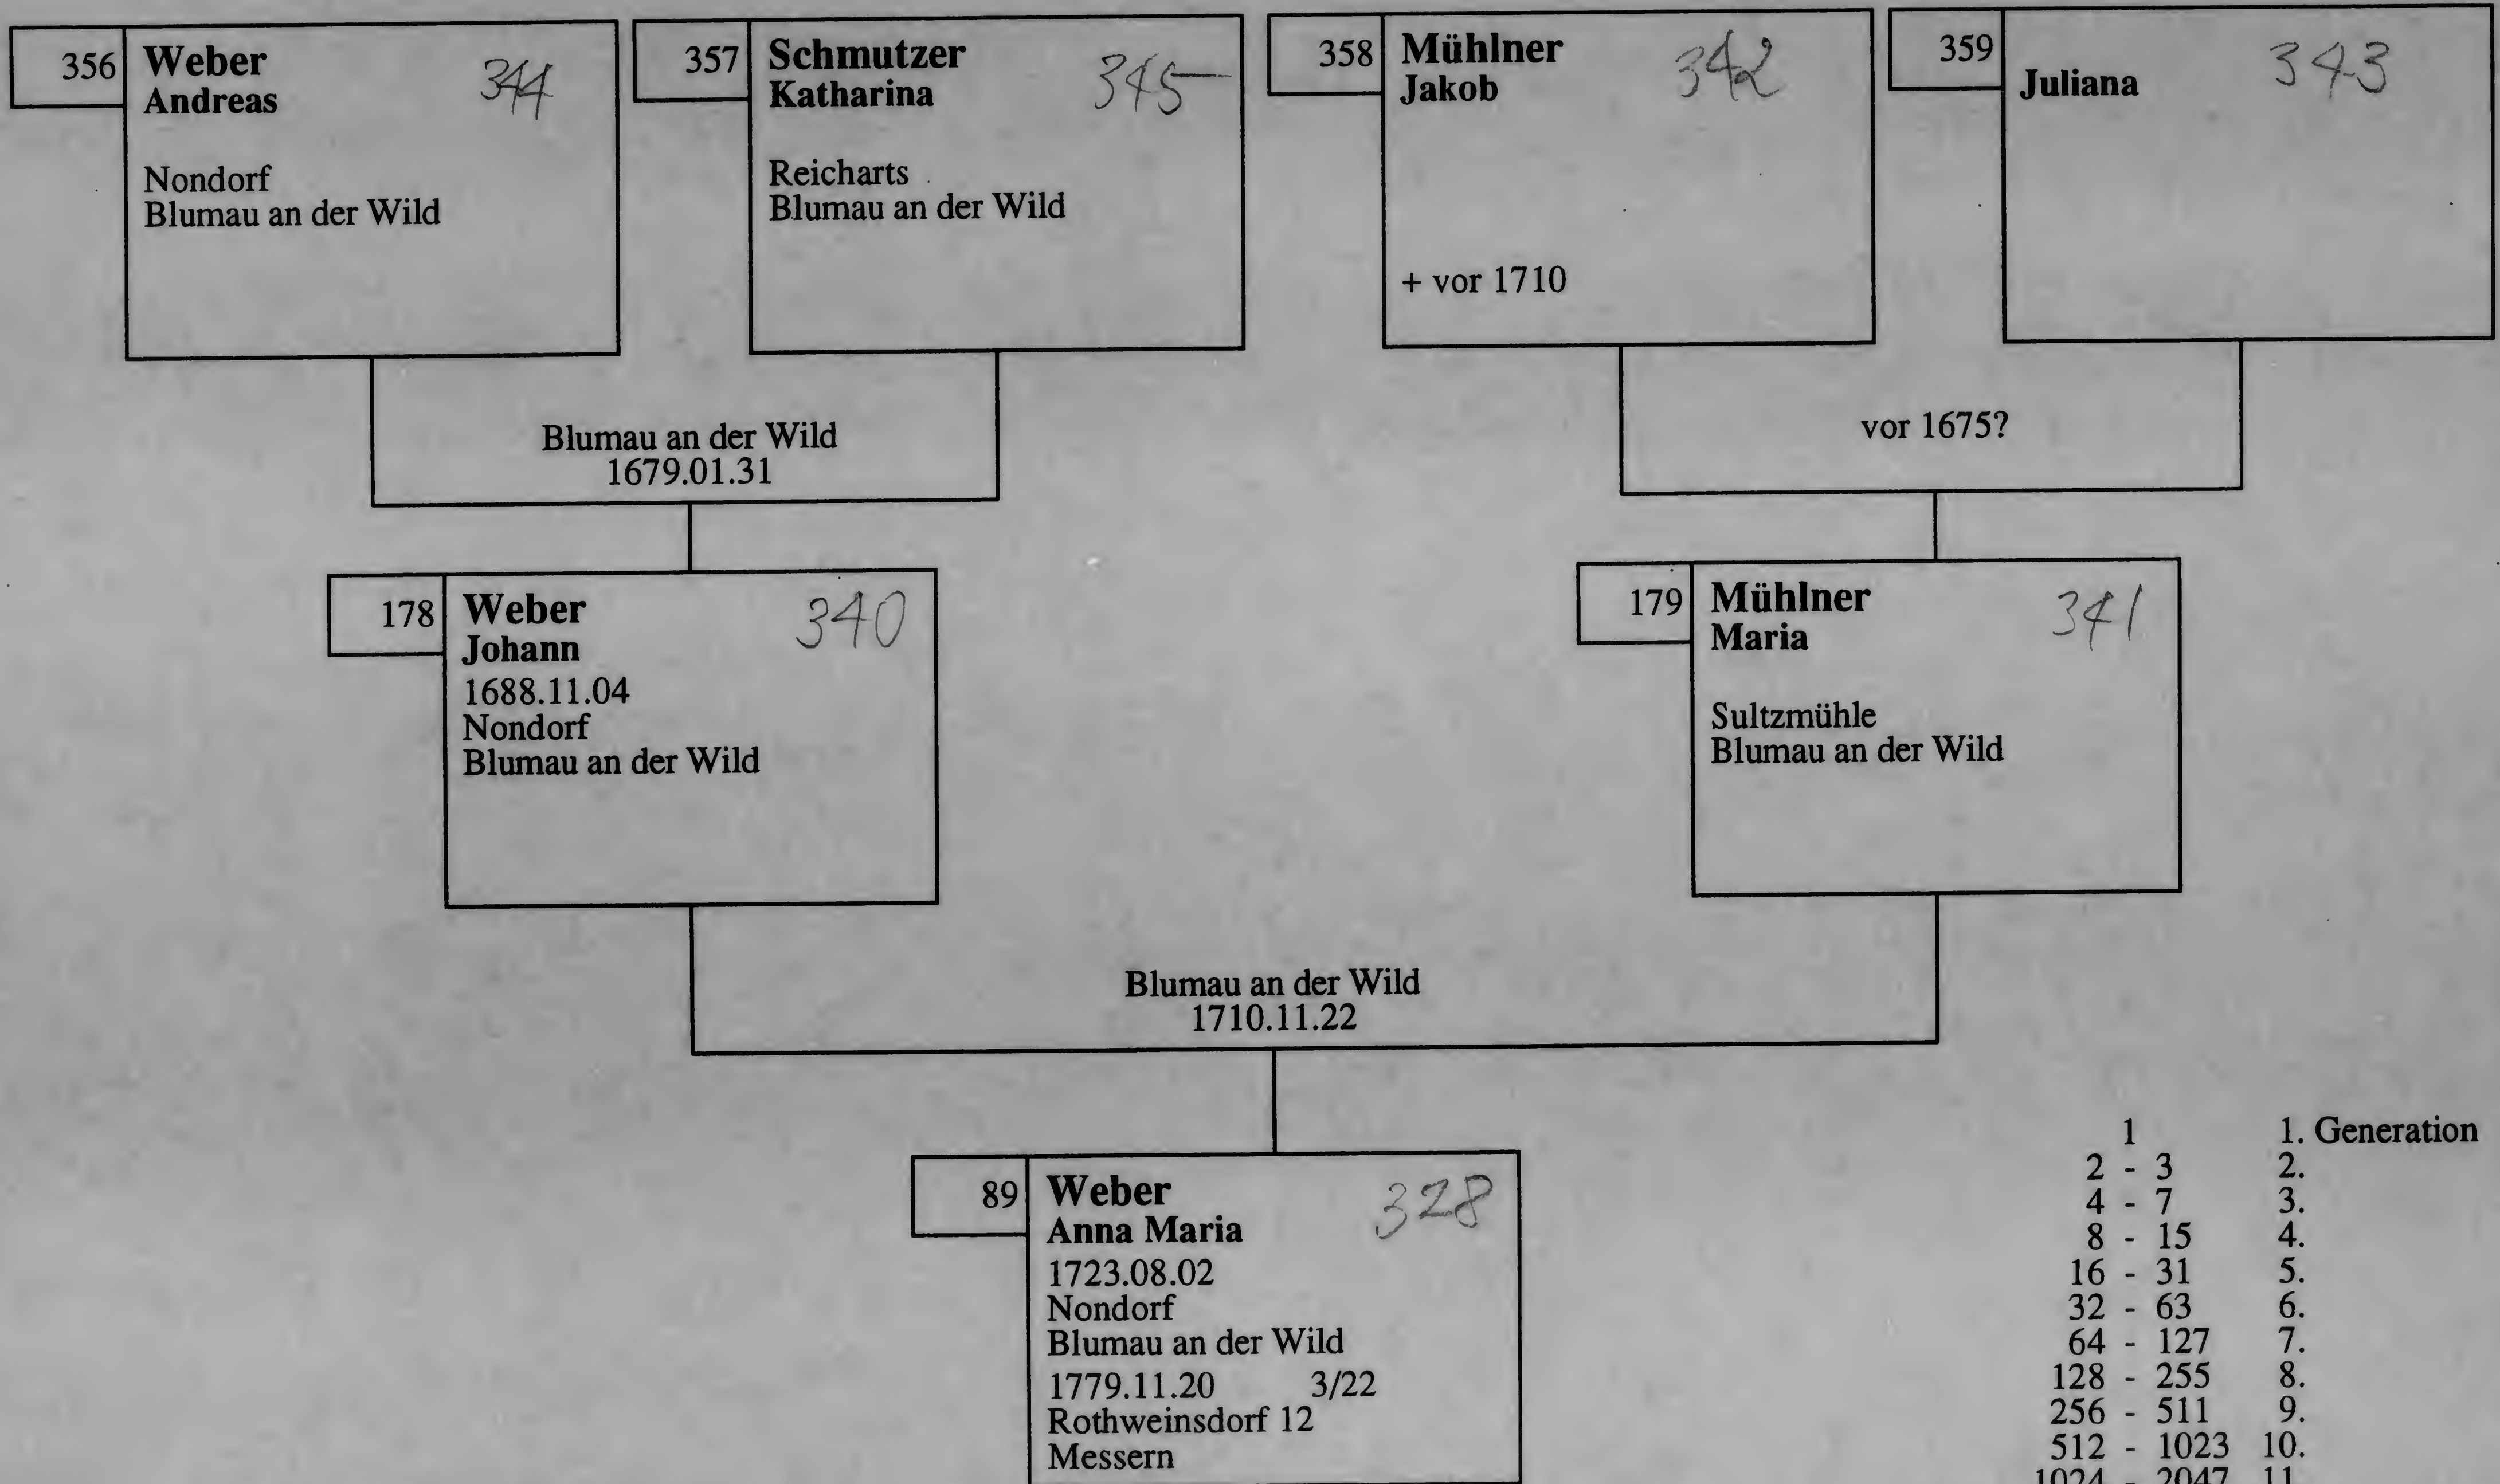 356
Weber 344
Andreas
Nondorf
Blumau an der Wild
357
Schmutzer 345
Katharina
Reicharts
Blumau an der Wild
358
Mühlner 342
Jakob
+ vor 1710
359
Juliana 343
Blumau an der Wild
1679.01.31
vor 1675?
178
Weber 340
Johann
1688.11.04
Nondorf
Blumau an der Wild
179
Mühlner 341
Maria
Sultzmühle
Blumau an der Wild
Blumau an der Wild
1710.11.22
89
Weber 328
Anna Maria
1723.08.02
Nondorf
Blumau an der Wild
1779.11.20 3/22
Rothweinsdorf 12
Messern
1 1. Generation
2 - 3 2.
4 - 7 3.
8 - 15 4.
16 - 31 5.
32 - 63 6.
64 - 127 7.
128 - 255 8.
256 - 511 9.
512 - 1023 10.
1024 - 2047 11.